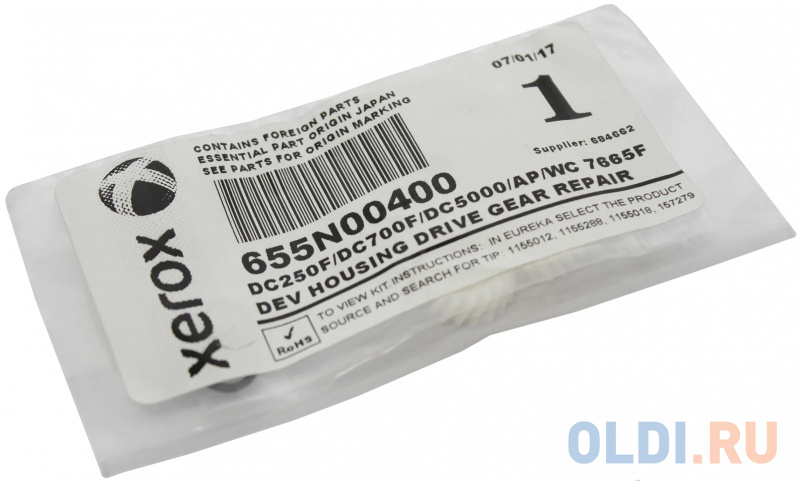 xerox
CONTAINS FOREIGN PARTS
ESSENTIAL PART ORIGIN JAPAN
SEE PARTS FOR ORIGIN MARKING
07/01/17
1
Supplier: 684662
655N00400
DC250F/DC700F/DC5000/AP/WC 7665F
DEV HOUSING DRIVE GEAR REPAIR
RoHS
TO VIEW KIT INSTRUCTIONS: IN EUREKA SELECT THE PRODUCT
SOURCE AND SEARCH FOR TIP: 1155012, 1155288, 1155018, 157279
OLDI.RU